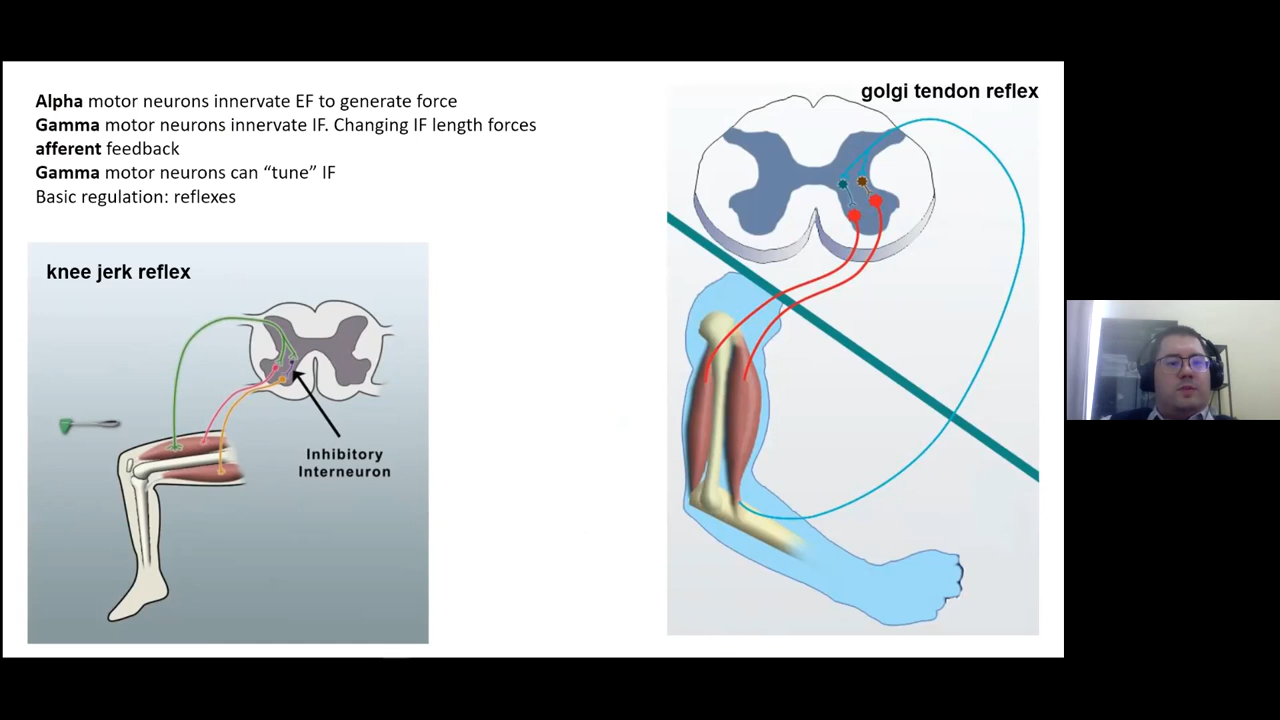 Alpha motor neurons innervate EF to generate force
Gamma motor neurons innervate IF. Changing IF length forces
afferent feedback
Gamma motor neurons can “tune” IF
Basic regulation: reflexes
knee jerk reflex
Inhibitory
Interneuron
golgi tendon reflex